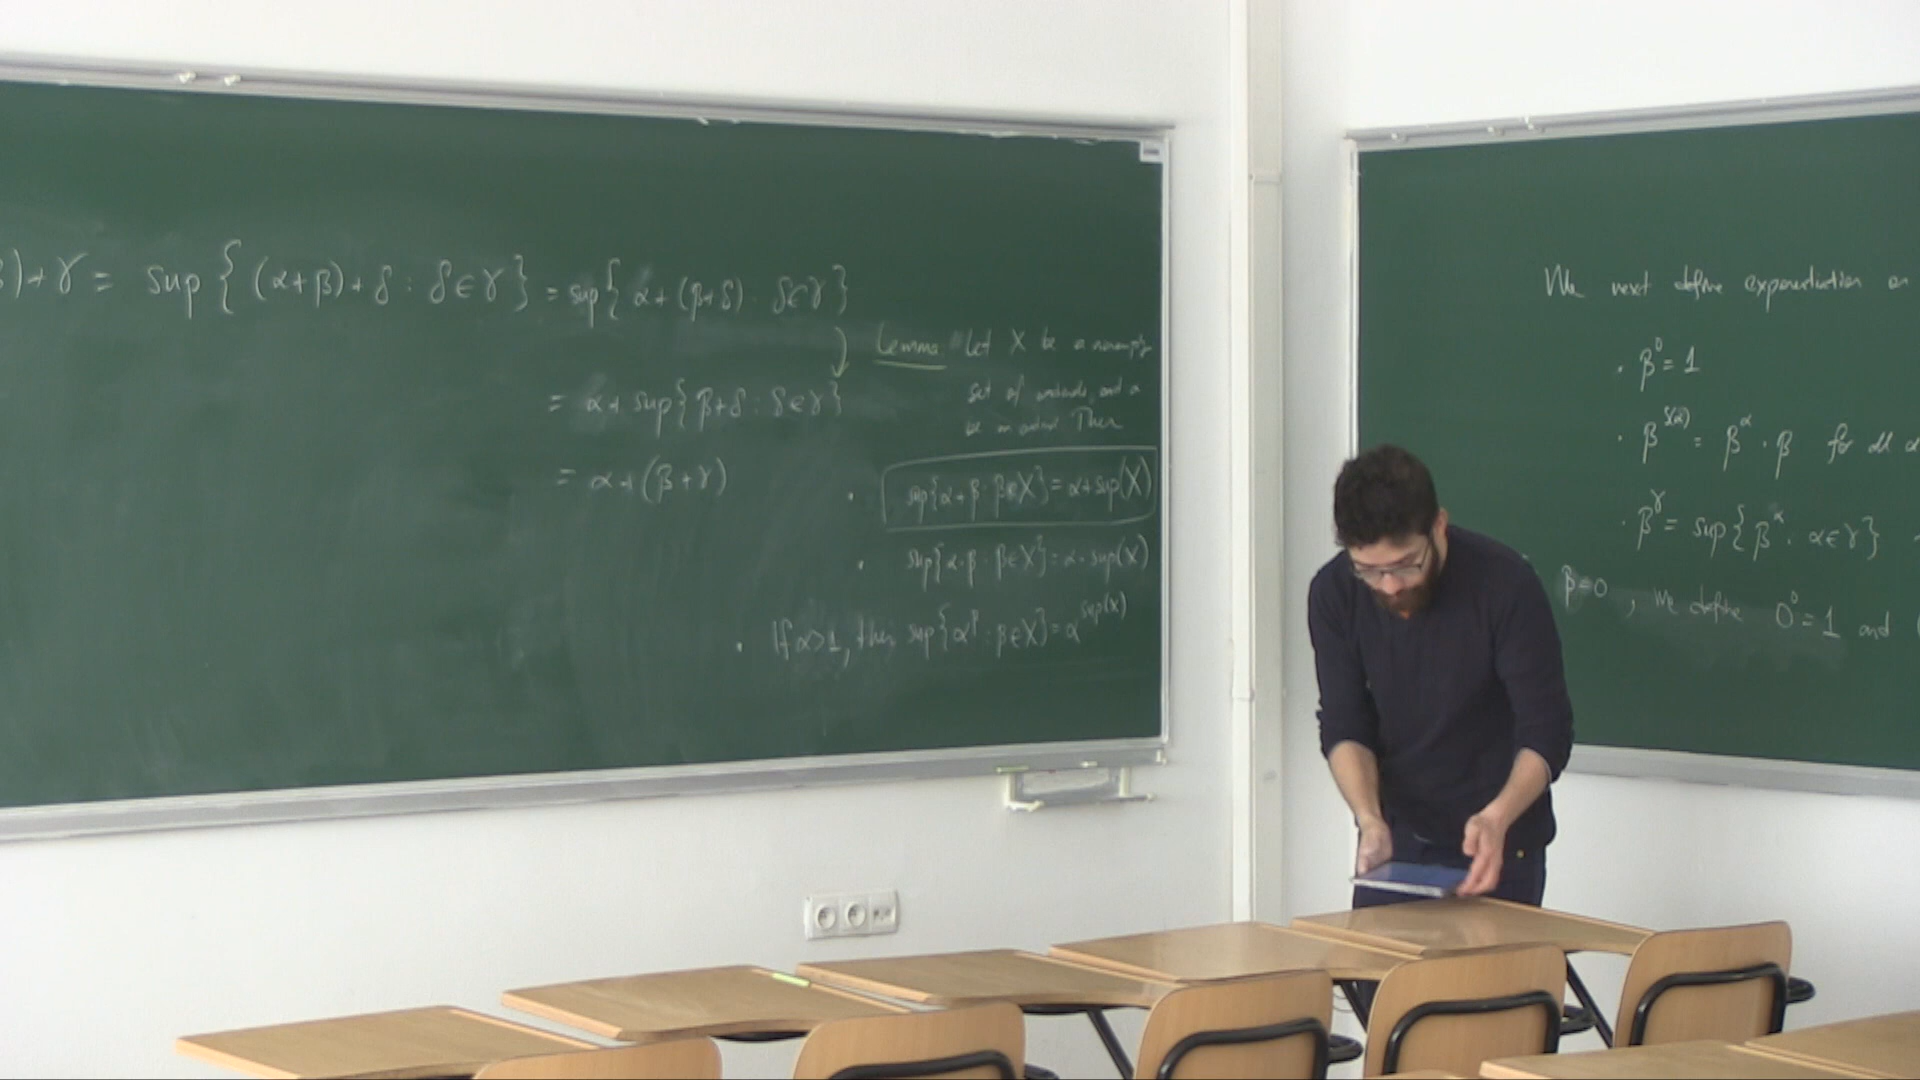 )+γ = sup{(α+β)+δ : δ∈γ} = sup{α+(β+δ) : δ∈γ}
= α+sup{β+δ : δ∈γ}
= α+(β+γ)
Lemma Let X be a nonempty
set of ordinals, and α
be an ordinal Then
• sup{α+β : β∈X} = α+sup(X)
• sup{α·β : β∈X} = α·sup(X)
• If α>1, then sup{α^β : β∈X} = α^sup(X)
We next define exponentiation on
• β^0 = 1
• β^S(α) = β^α · β for all α
• β^γ = sup{β^α : α∈γ}
β=0, we define 0^0 = 1 and